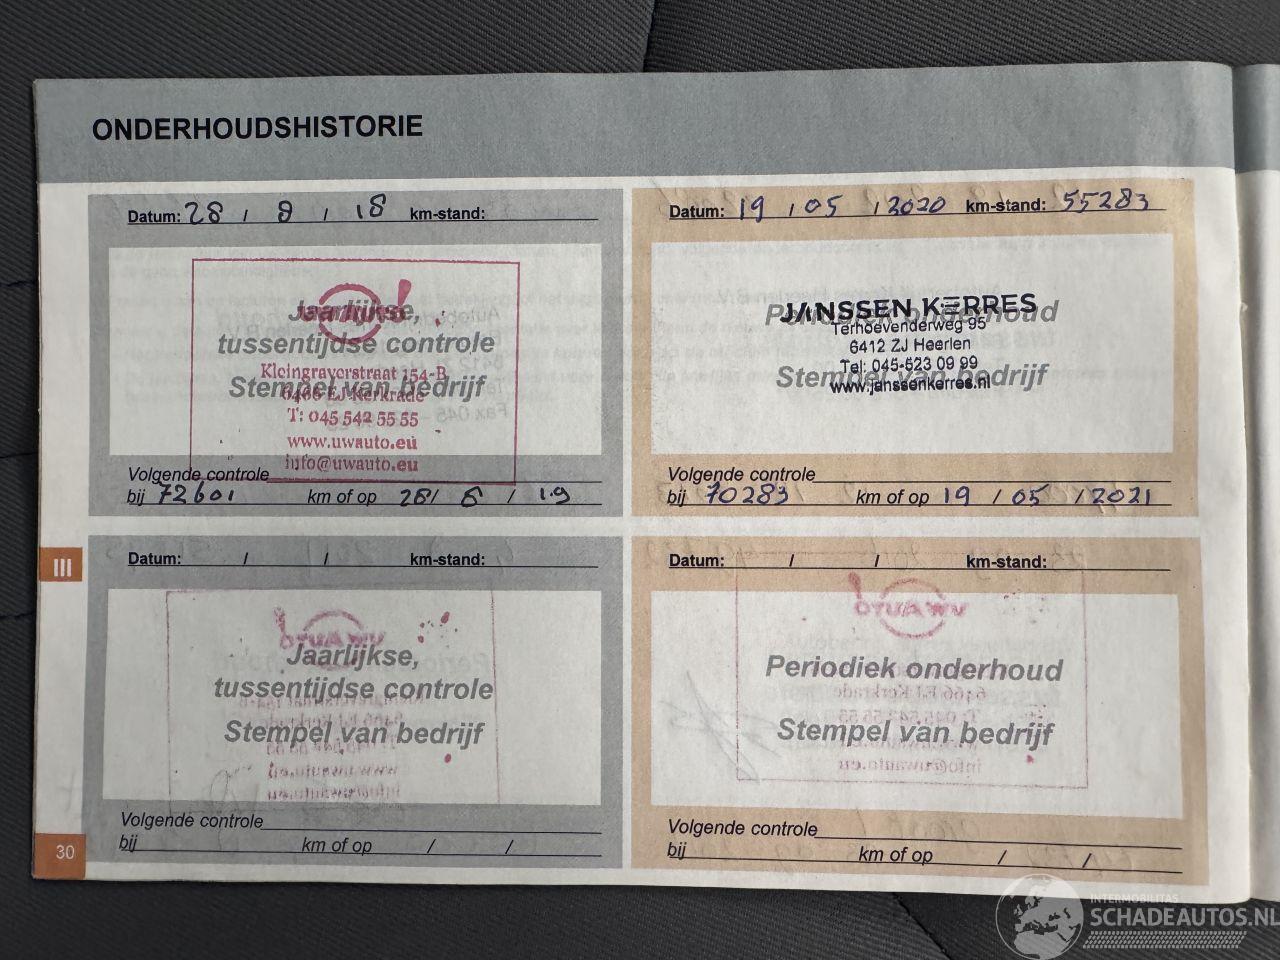 ONDERHOUDSHISTORIE
Datum: 28 / 8 / 18 km-stand:
Jaarlijkse,
tussentijdse controle
Stempel van bedrijf
Kleingraverstraat 154-B
6466 EJ Kerkrade
T: 045 542 55 55
www.uwauto.eu
info@uwauto.eu
Volgende controle
bij 72601 km of op 28/ 8 / 19
Datum: 19 / 05 / 2020 km-stand: 55283
Periodiek onderhoud
Stempel van bedrijf
JANSSEN KERRES
Terhoevenderweg 95
6412 ZJ Heerlen
Tel: 045-523 09 99
www.janssenkerres.nl
Volgende controle
bij 70283 km of op 19 / 05 / 2021
III
Datum: / / km-stand:
Jaarlijkse,
tussentijdse controle
Stempel van bedrijf
Volgende controle
bij km of op / /
Datum: / / km-stand:
Periodiek onderhoud
Stempel van bedrijf
Volgende controle
bij km of op / /
30
INTERMOBILITAS
SCHADEAUTOS.NL